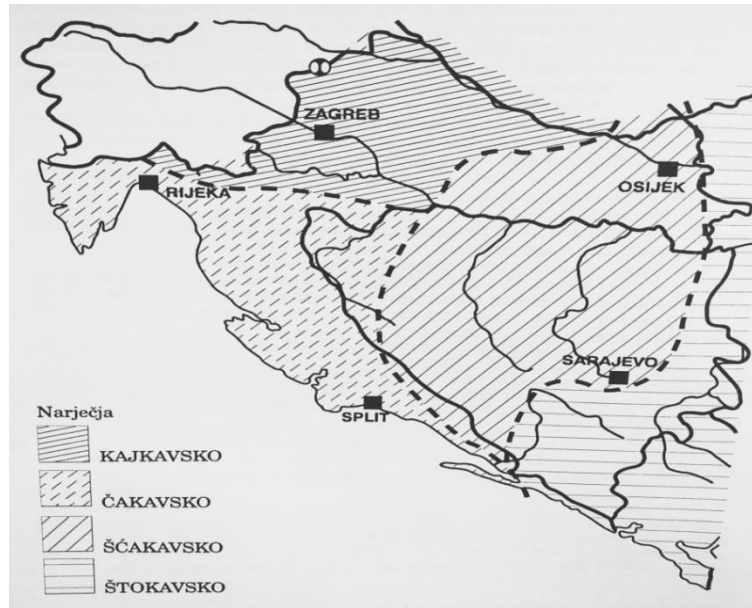 ZAGREB
RIJEKA
OSIJEK
SARAJEVO
SPLIT
Narječja
KAJKAVSKO
ČAKAVSKO
ŠĆAKAVSKO
ŠTOKAVSKO